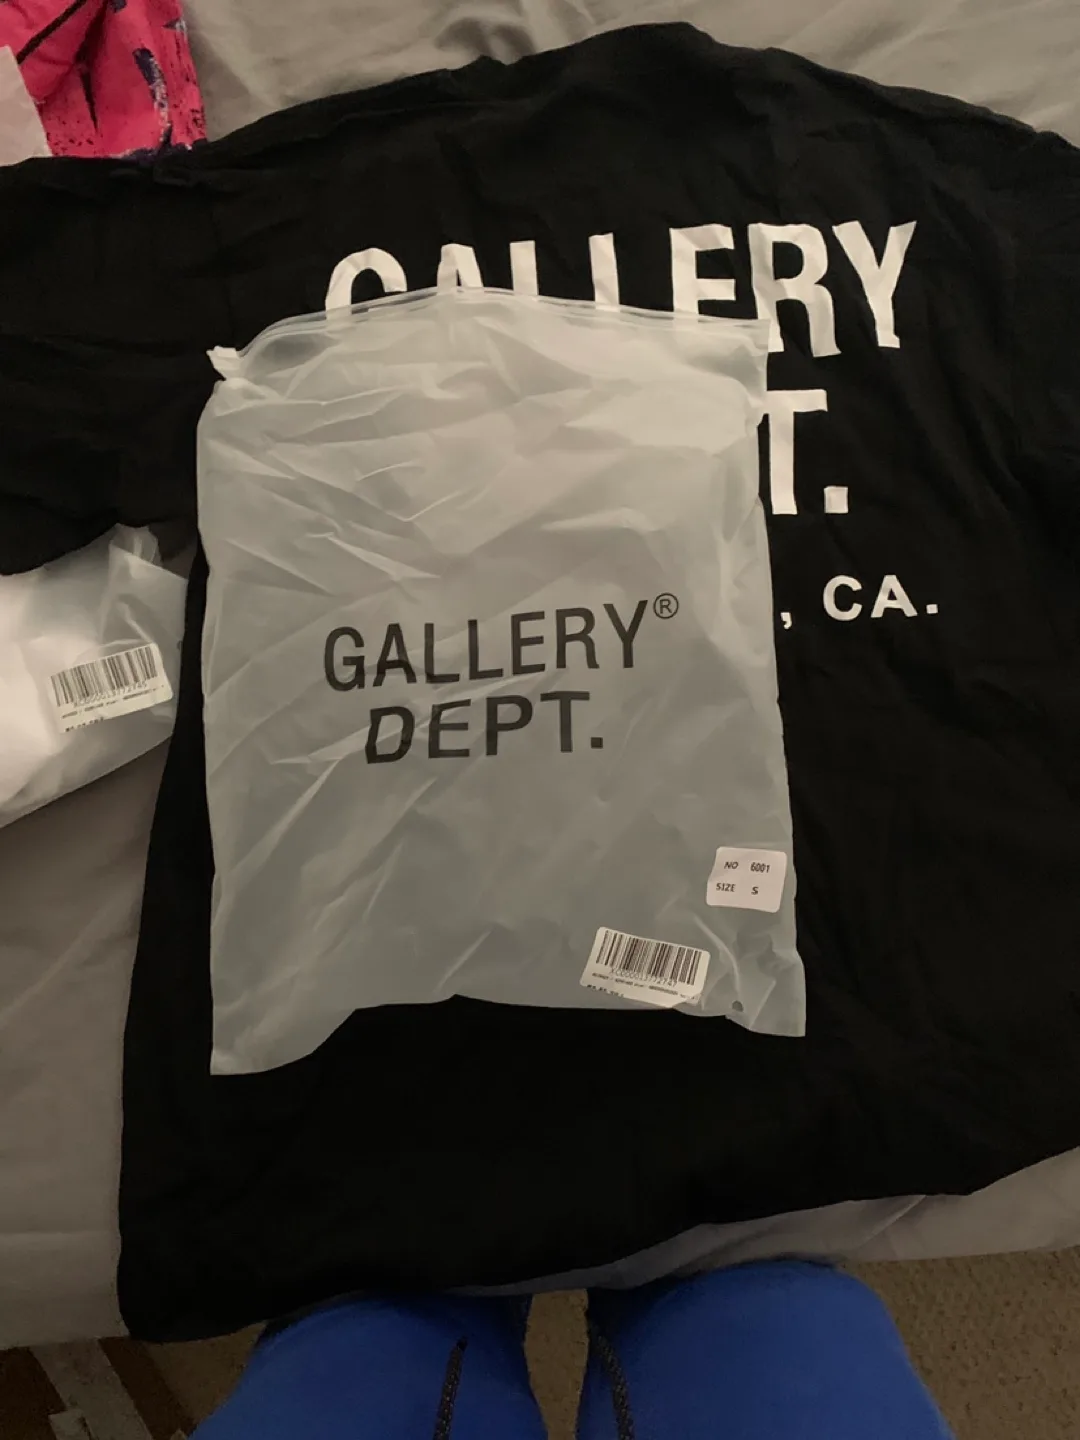 GALLERY
T.
, CA.
GALLERY®
DEPT.
NO 6001
SIZE S